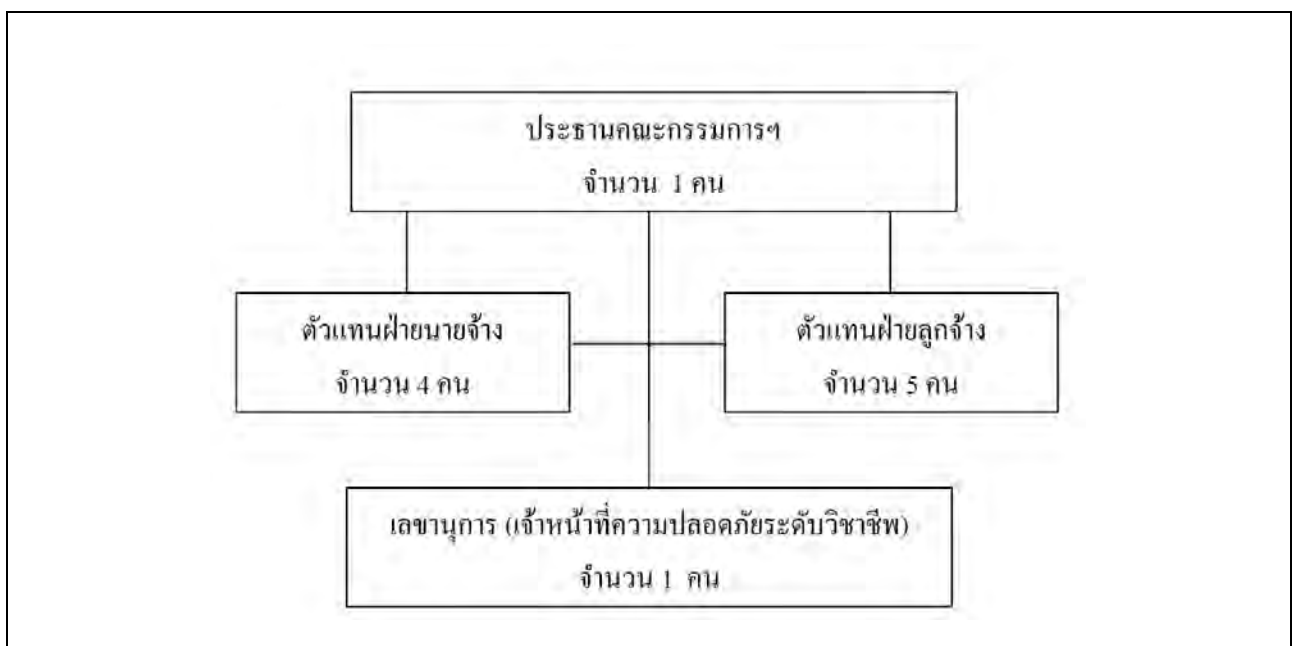 ประธานคณะกรรมการฯ
จำนวน 1 คน
ตัวแทนฝ่ายนายจ้าง
จำนวน 4 คน
ตัวแทนฝ่ายลูกจ้าง
จำนวน 5 คน
เลขานุการ (เจ้าหน้าที่ความปลอดภัยระดับวิชาชีพ)
จำนวน 1 คน